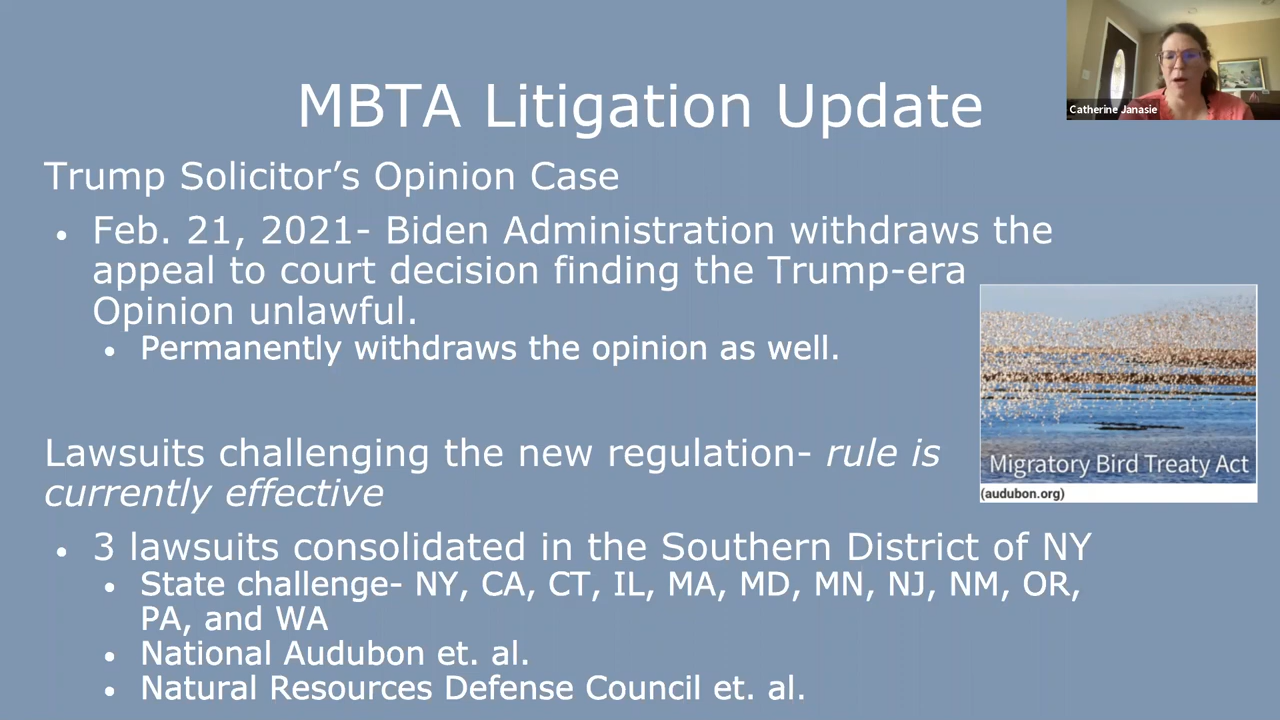 MBTA Litigation Update
Catherine Janasie
Trump Solicitor’s Opinion Case
• Feb. 21, 2021- Biden Administration withdraws the
appeal to court decision finding the Trump-era
Opinion unlawful.
• Permanently withdraws the opinion as well.
Lawsuits challenging the new regulation- rule is
currently effective
Migratory Bird Treaty Act
(audubon.org)
• 3 lawsuits consolidated in the Southern District of NY
• State challenge- NY, CA, CT, IL, MA, MD, MN, NJ, NM, OR,
PA, and WA
• National Audubon et. al.
• Natural Resources Defense Council et. al.